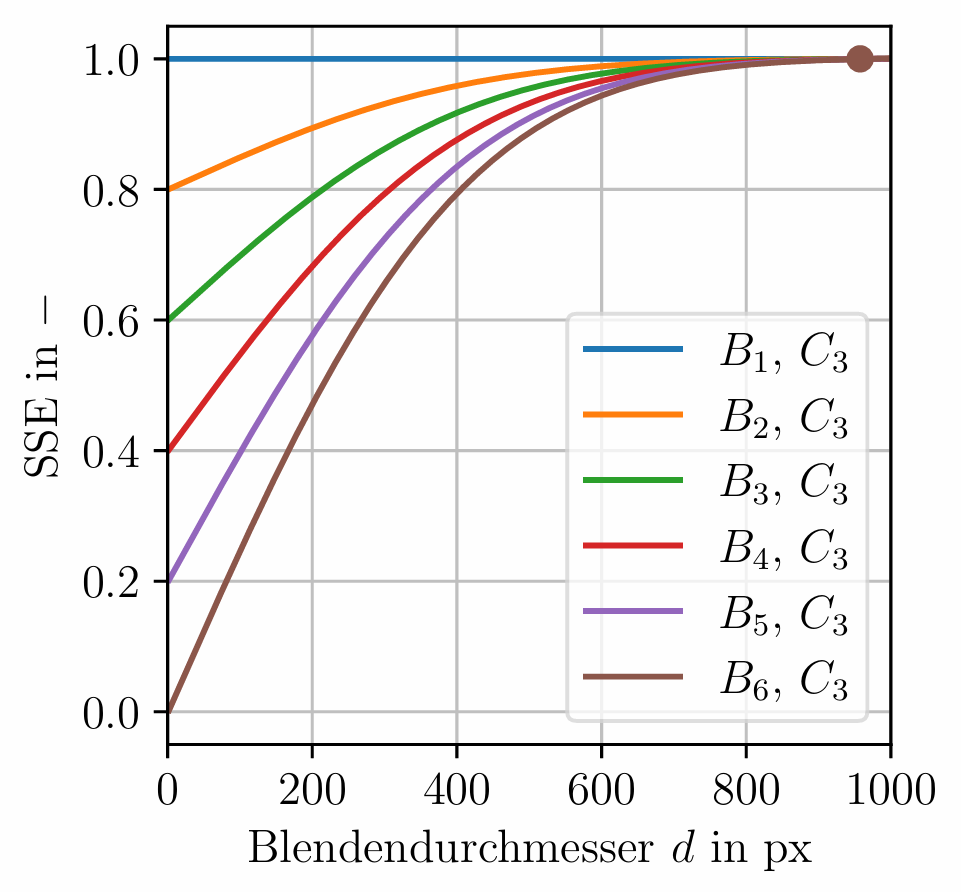 SSE in −
1.0
0.8
0.6
0.4
0.2
0.0
B₁, C₃
B₂, C₃
B₃, C₃
B₄, C₃
B₅, C₃
B₆, C₃
0 200 400 600 800 1000
Blendendurchmesser d in px